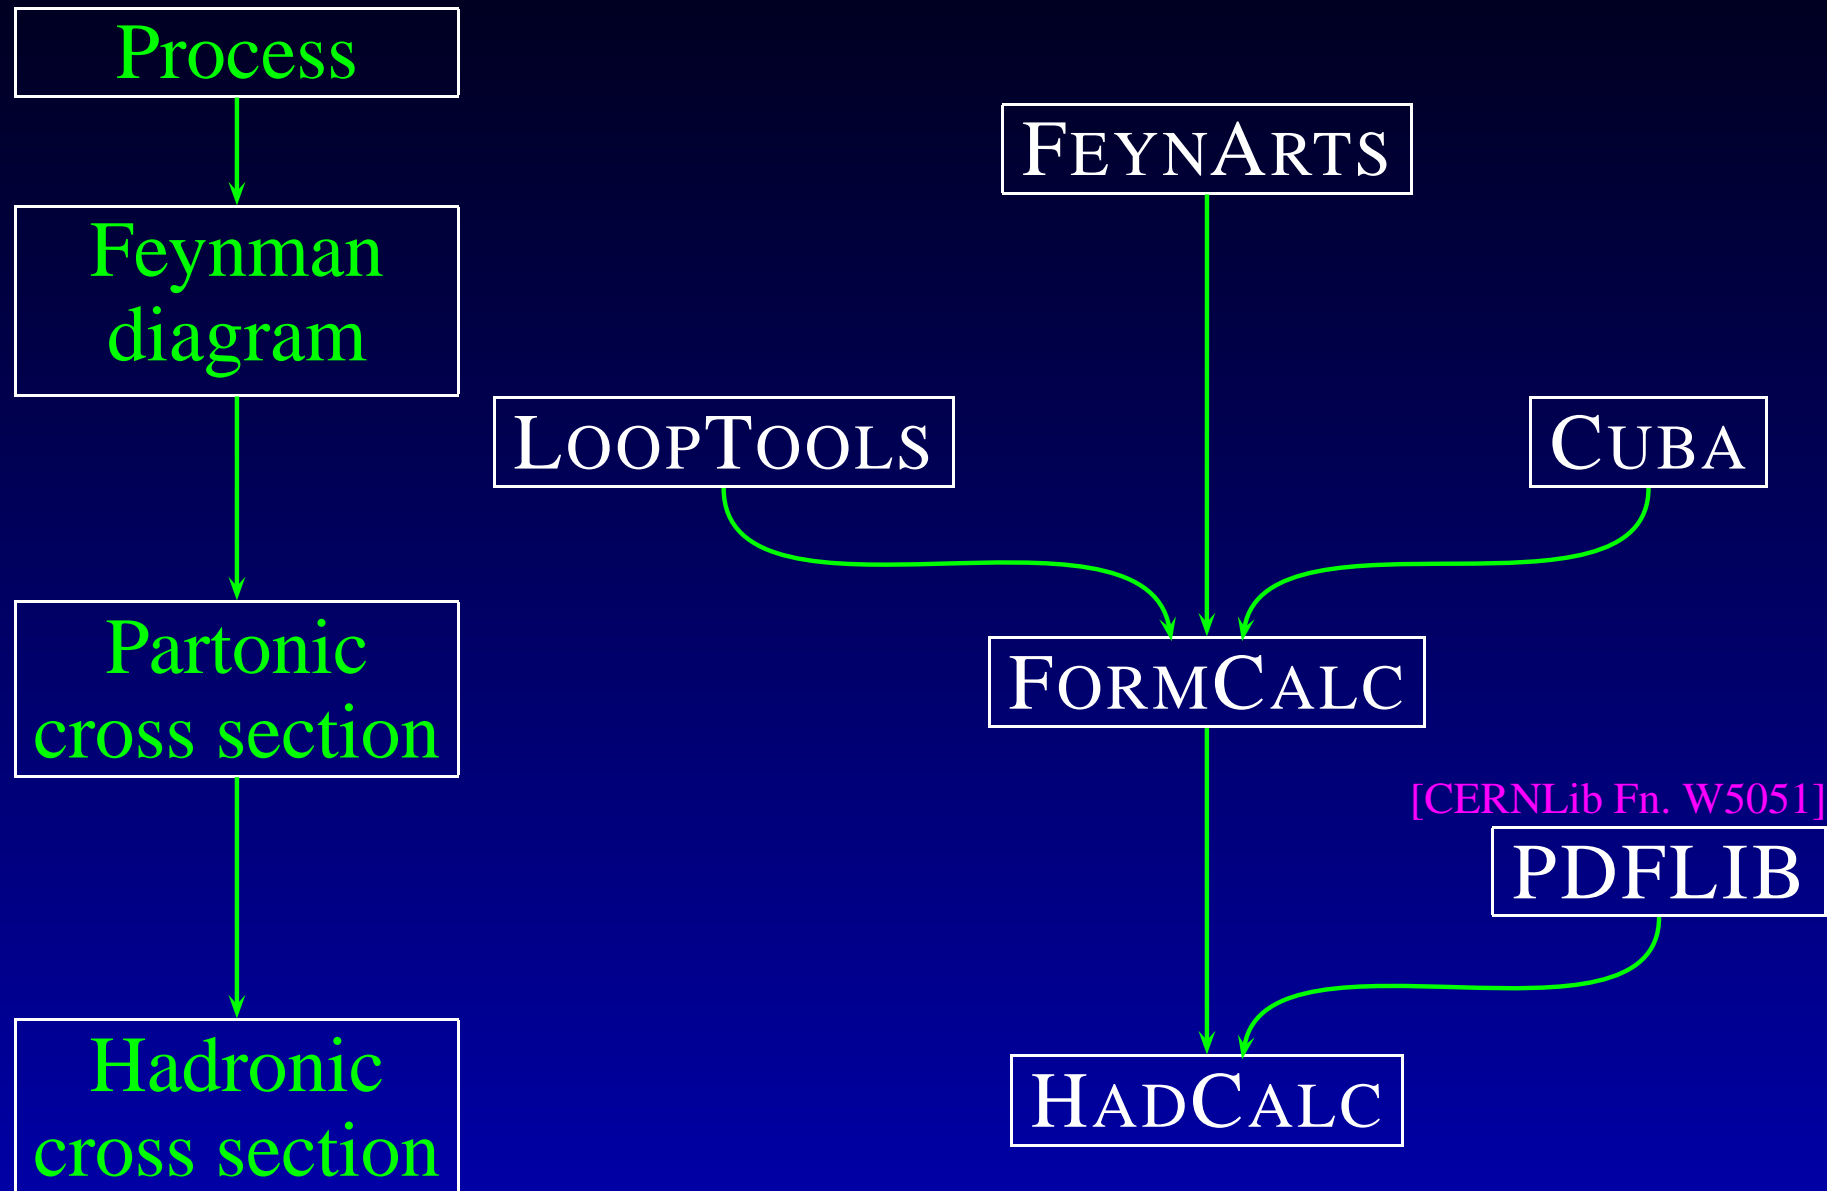 Process
Feynman
diagram
Partonic
cross section
Hadronic
cross section
FEYNARTS
LOOPTOOLS
CUBA
FORMCALC
[CERNLib Fn. W5051]
PDFLIB
HADCALC